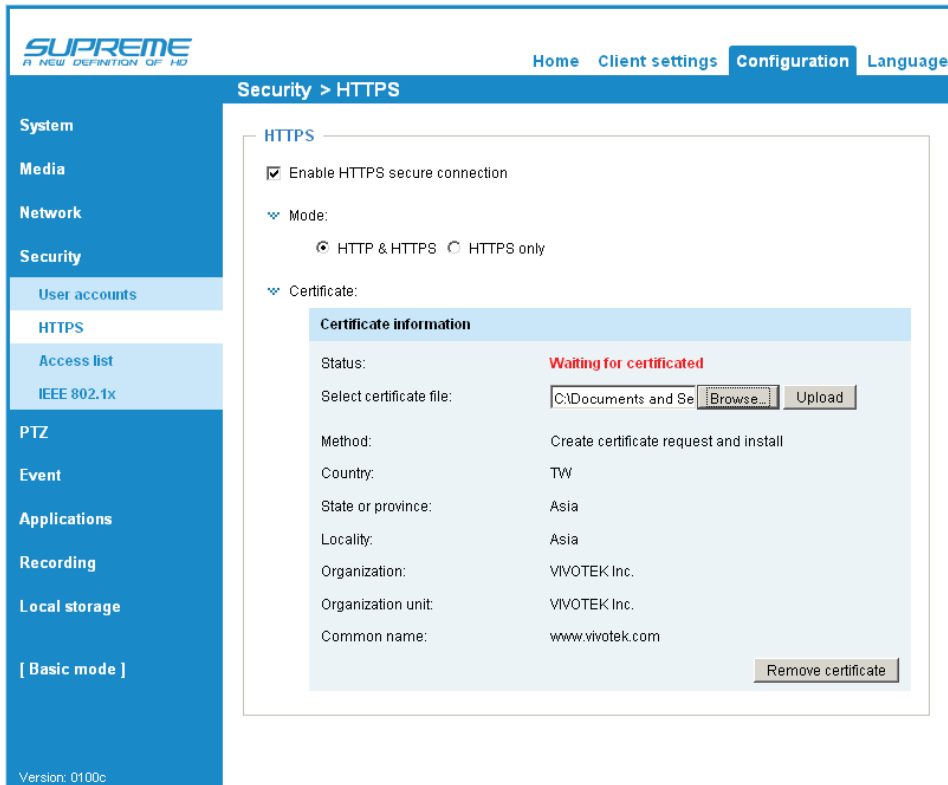 SUPREME
A NEW DEFINITION OF HD
Home Client settings Configuration Language
Security > HTTPS
System
Media
Network
Security
User accounts
HTTPS
Access list
IEEE 802.1x
PTZ
Event
Applications
Recording
Local storage
[ Basic mode ]
Version: 0100c
HTTPS
Enable HTTPS secure connection
Mode:
HTTP & HTTPS HTTPS only
Certificate:
Certificate information
Status: Waiting for certificated
Select certificate file: C:\Documents and Se Browse... Upload
Method: Create certificate request and install
Country: TW
State or province: Asia
Locality: Asia
Organization: VIVOTEK Inc.
Organization unit: VIVOTEK Inc.
Common name: www.vivotek.com
Remove certificate